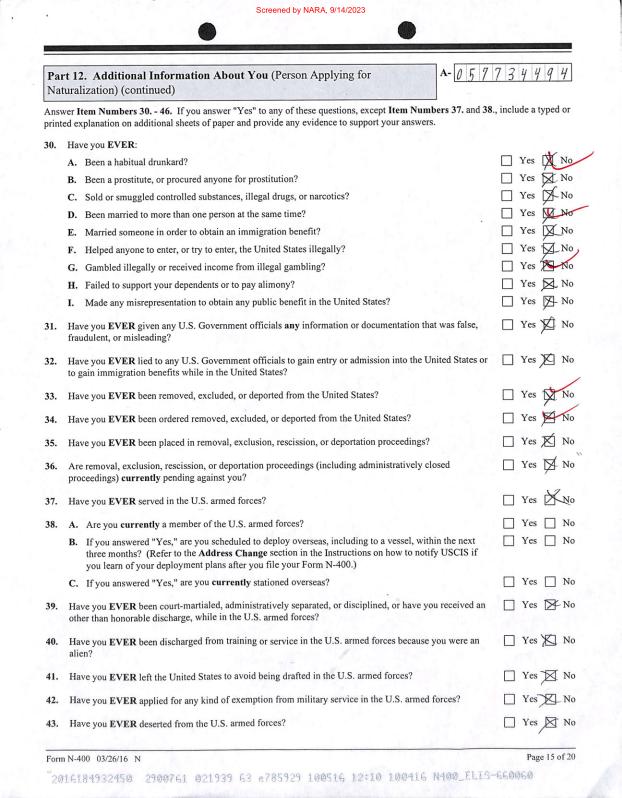 Screened by NARA, 9/14/2023
Part 12. Additional Information About You (Person Applying for
Naturalization) (continued)
A- 0 5 7 7 3 4 4 9 4
Answer Item Numbers 30. - 46. If you answer "Yes" to any of these questions, except Item Numbers 37. and 38., include a typed or
printed explanation on additional sheets of paper and provide any evidence to support your answers.
30. Have you EVER:
A. Been a habitual drunkard? Yes No
B. Been a prostitute, or procured anyone for prostitution? Yes No
C. Sold or smuggled controlled substances, illegal drugs, or narcotics? Yes No
D. Been married to more than one person at the same time? Yes No
E. Married someone in order to obtain an immigration benefit? Yes No
F. Helped anyone to enter, or try to enter, the United States illegally? Yes No
G. Gambled illegally or received income from illegal gambling? Yes No
H. Failed to support your dependents or to pay alimony? Yes No
I. Made any misrepresentation to obtain any public benefit in the United States? Yes No
31. Have you EVER given any U.S. Government officials any information or documentation that was false, Yes No
fraudulent, or misleading?
32. Have you EVER lied to any U.S. Government officials to gain entry or admission into the United States or Yes No
to gain immigration benefits while in the United States?
33. Have you EVER been removed, excluded, or deported from the United States? Yes No
34. Have you EVER been ordered removed, excluded, or deported from the United States? Yes No
35. Have you EVER been placed in removal, exclusion, rescission, or deportation proceedings? Yes No
36. Are removal, exclusion, rescission, or deportation proceedings (including administratively closed Yes No
proceedings) currently pending against you?
37. Have you EVER served in the U.S. armed forces? Yes No
38. A. Are you currently a member of the U.S. armed forces? Yes No
B. If you answered "Yes," are you scheduled to deploy overseas, including to a vessel, within the next Yes No
three months? (Refer to the Address Change section in the Instructions on how to notify USCIS if
you learn of your deployment plans after you file your Form N-400.)
C. If you answered "Yes," are you currently stationed overseas? Yes No
39. Have you EVER been court-martialed, administratively separated, or disciplined, or have you received an Yes No
other than honorable discharge, while in the U.S. armed forces?
40. Have you EVER been discharged from training or service in the U.S. armed forces because you were an Yes No
alien?
41. Have you EVER left the United States to avoid being drafted in the U.S. armed forces? Yes No
42. Have you EVER applied for any kind of exemption from military service in the U.S. armed forces? Yes No
43. Have you EVER deserted from the U.S. armed forces? Yes No
Form N-400 03/26/16 N Page 15 of 20
2016184932450 2900761 021939 63 e785929 100516 12:10 100416 N400_ELIS-660060